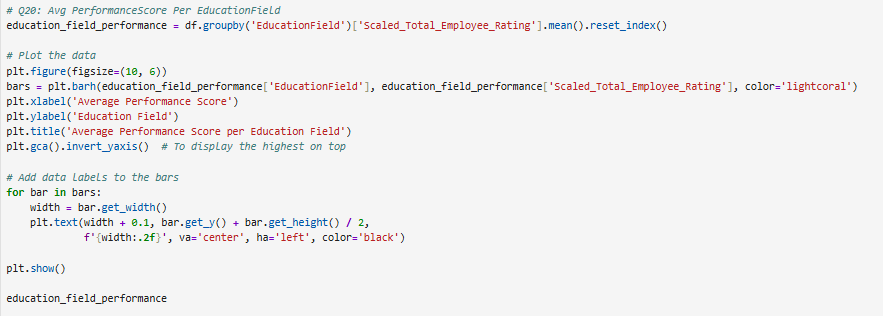 # Q20: Avg PerformanceScore Per EducationField
education_field_performance = df.groupby('EducationField')['Scaled_Total_Employee_Rating'].mean().reset_index()
# Plot the data
plt.figure(figsize=(10, 6))
bars = plt.barh(education_field_performance['EducationField'], education_field_performance['Scaled_Total_Employee_Rating'], color='lightcoral')
plt.xlabel('Average Performance Score')
plt.ylabel('Education Field')
plt.title('Average Performance Score per Education Field')
plt.gca().invert_yaxis()  # To display the highest on top
# Add data labels to the bars
for bar in bars:
    width = bar.get_width()
    plt.text(width + 0.1, bar.get_y() + bar.get_height() / 2,
             f'{width:.2f}', va='center', ha='left', color='black')
plt.show()
education_field_performance